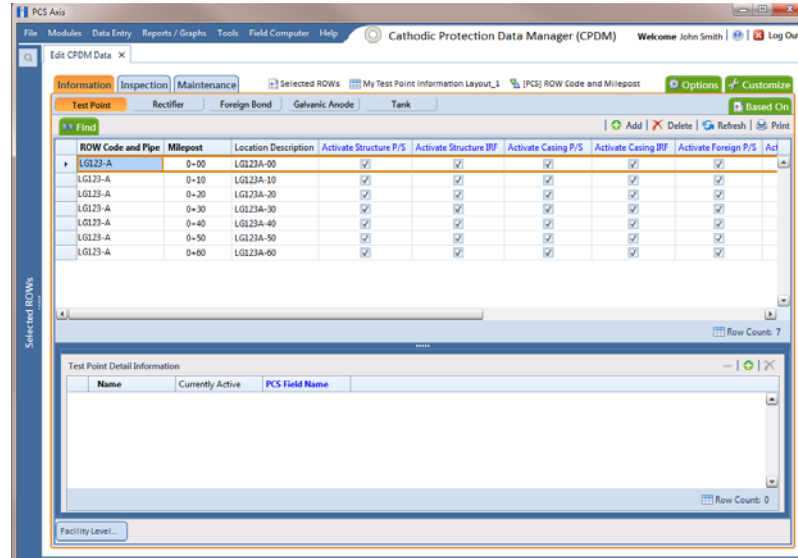 PCS Axis
File Modules Data Entry Reports / Graphs Tools Field Computer Help Cathodic Protection Data Manager (CPDM) Welcome John Smith Log Out
Edit CPDM Data
Information Inspection Maintenance Selected ROWs My Test Point Information Layout_1 [PCS] ROW Code and Milepost Options Customize
Test Point Rectifier Foreign Bond Galvanic Anode Tank Based On
Find Add Delete Refresh Print
ROW Code and Pipe Milepost Location Description Activate Structure P/S Activate Structure IRF Activate Casing P/S Activate Casing IRF Activate Foreign P/S Act
LG123-A 0+00 LG123A-00
LG123-A 0+10 LG123A-10
LG123-A 0+20 LG123A-20
LG123-A 0+30 LG123A-30
LG123-A 0+40 LG123A-40
LG123-A 0+50 LG123A-50
LG123-A 0+60 LG123A-60
Selected ROWs
Row Count: 7
Test Point Detail Information
Name Currently Active PCS Field Name
Row Count: 0
Facility Level...